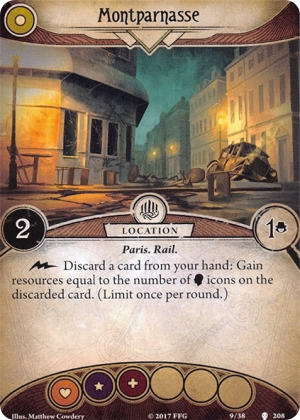 Montparnasse
2
LOCATION
1
Paris. Rail.
Discard a card from your hand: Gain
resources equal to the number of icons on the
discarded card. (Limit once per round.)
Illus. Matthew Cowdery © 2017 FFG 9/38 208